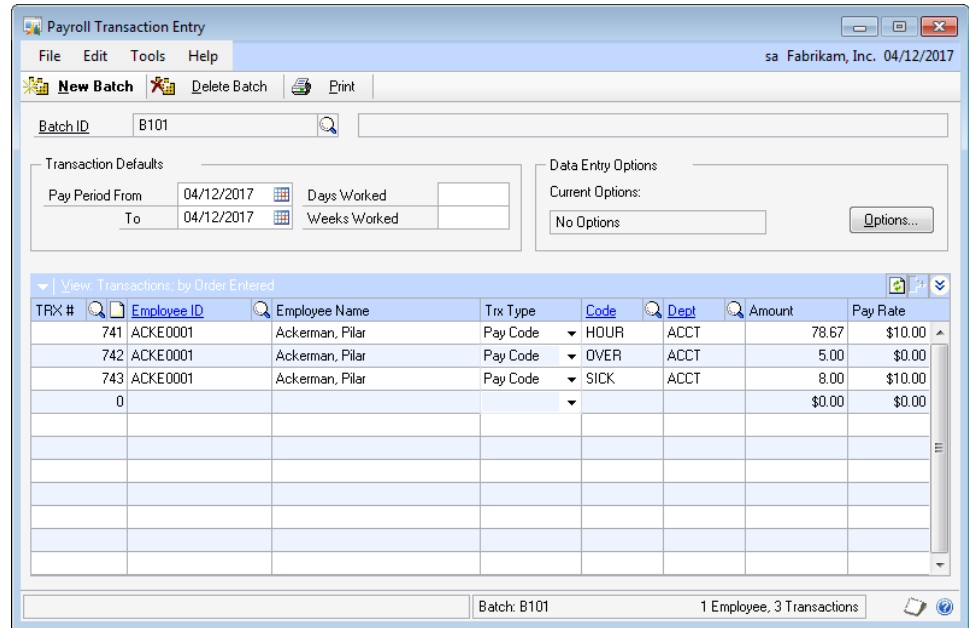 Payroll Transaction Entry
File Edit Tools Help sa Fabrikam, Inc. 04/12/2017
New Batch Delete Batch Print
Batch ID B101
Transaction Defaults Data Entry Options
Pay Period From 04/12/2017 Days Worked Current Options:
To 04/12/2017 Weeks Worked No Options Options...
View: Transactions; by Order Entered
TRX # Employee ID Employee Name Trx Type Code Dept Amount Pay Rate
741 ACKE0001 Ackerman, Pilar Pay Code HOUR ACCT 78.67 $10.00
742 ACKE0001 Ackerman, Pilar Pay Code OVER ACCT 5.00 $0.00
743 ACKE0001 Ackerman, Pilar Pay Code SICK ACCT 8.00 $10.00
0 $0.00 $0.00
Batch: B101 1 Employee, 3 Transactions